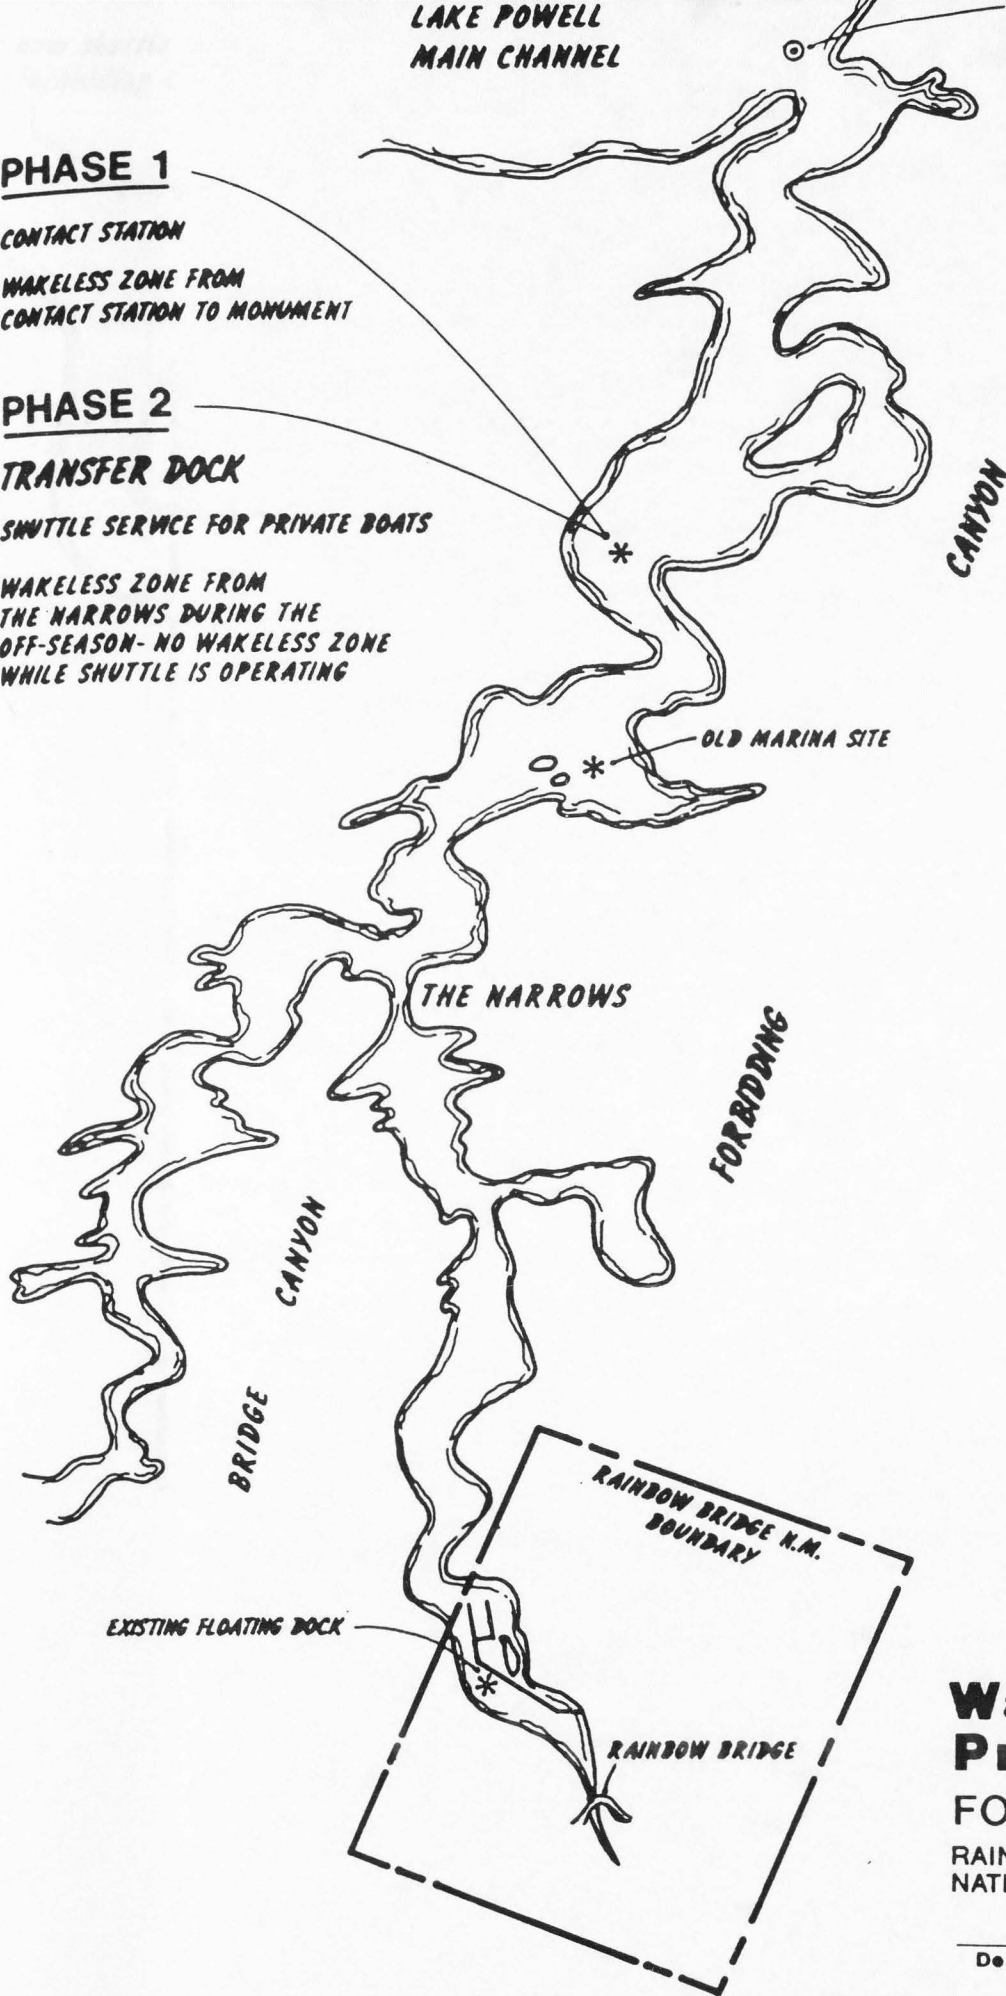 LAKE POWELL
MAIN CHANNEL
PHASE 1
CONTACT STATION
WAKELESS ZONE FROM
CONTACT STATION TO MONUMENT
PHASE 2
TRANSFER DOCK
SHUTTLE SERVICE FOR PRIVATE BOATS
WAKELESS ZONE FROM
THE NARROWS DURING THE
OFF-SEASON- NO WAKELESS ZONE
WHILE SHUTTLE IS OPERATING
CANYON
OLD MARINA SITE
THE NARROWS
FORBIDDING
CANYON
BRIDGE
RAINBOW BRIDGE N.M.
BOUNDARY
EXISTING FLOATING DOCK
RAINBOW BRIDGE